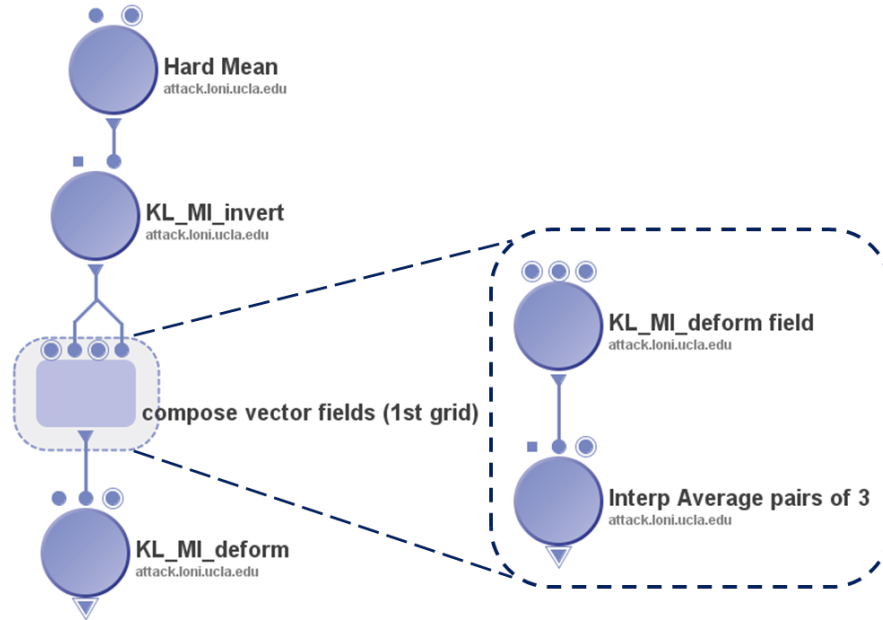 Hard Mean
attack.loni.ucla.edu
KL_MI_invert
attack.loni.ucla.edu
compose vector fields (1st grid)
KL_MI_deform
attack.loni.ucla.edu
KL_MI_deform field
attack.loni.ucla.edu
Interp Average pairs of 3
attack.loni.ucla.edu